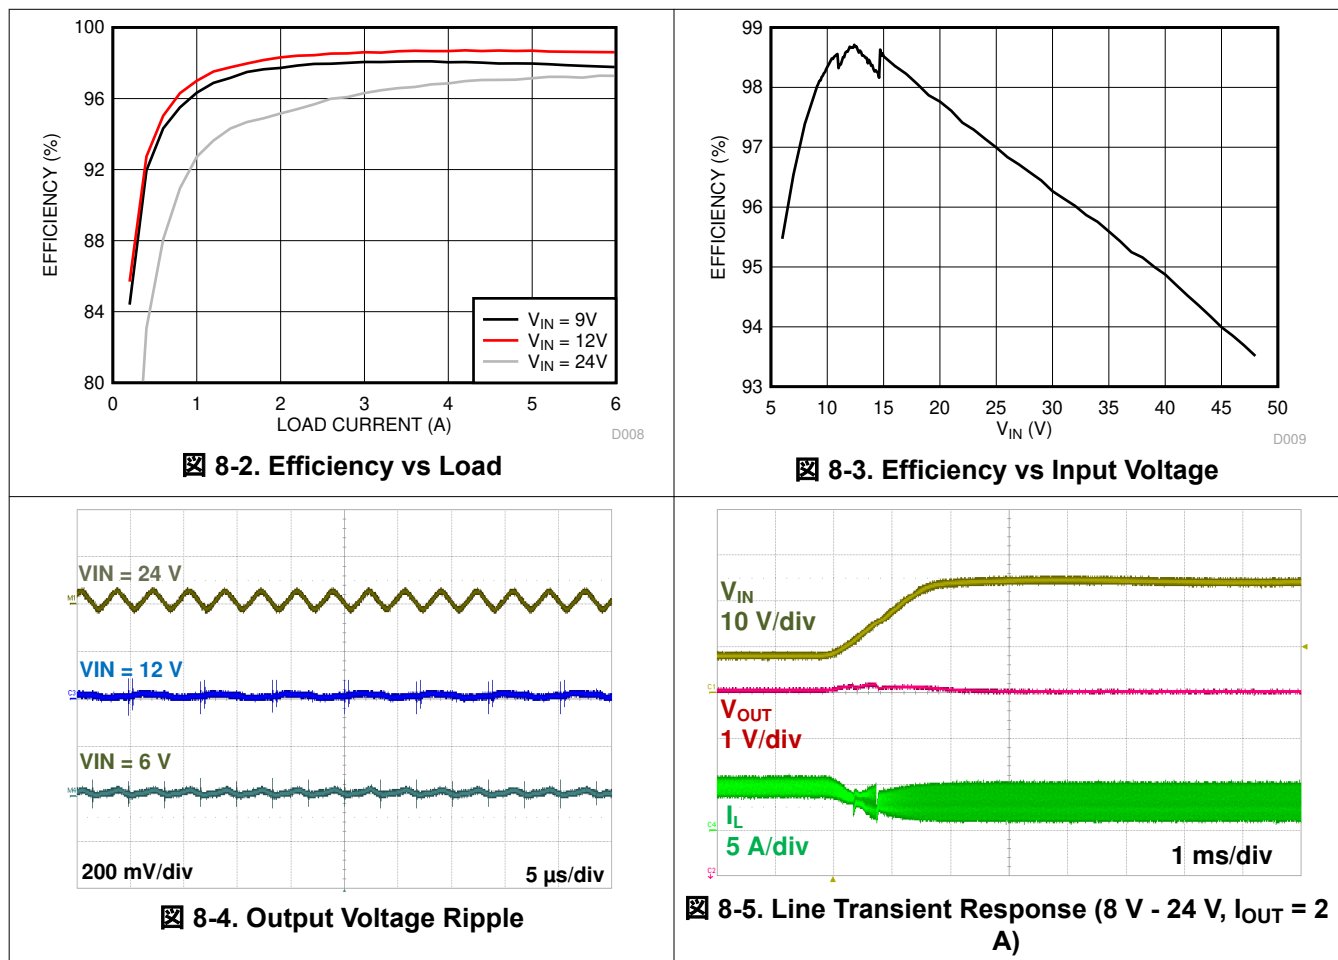 100
96
92
88
84
80
EFFICIENCY (%)
V_IN = 9V
V_IN = 12V
V_IN = 24V
0 1 2 3 4 5 6
LOAD CURRENT (A)
D008
図 8-2. Efficiency vs Load
99
98
97
96
95
94
93
EFFICIENCY (%)
5 10 15 20 25 30 35 40 45 50
V_IN (V)
D009
図 8-3. Efficiency vs Input Voltage
VIN = 24 V
M1
VIN = 12 V
C3
VIN = 6 V
200 mV/div
5 µs/div
図 8-4. Output Voltage Ripple
V_IN
10 V/div
C1
V_OUT
1 V/div
I_L
C4
5 A/div
C2
1 ms/div
図 8-5. Line Transient Response (8 V - 24 V, I_OUT = 2
A)